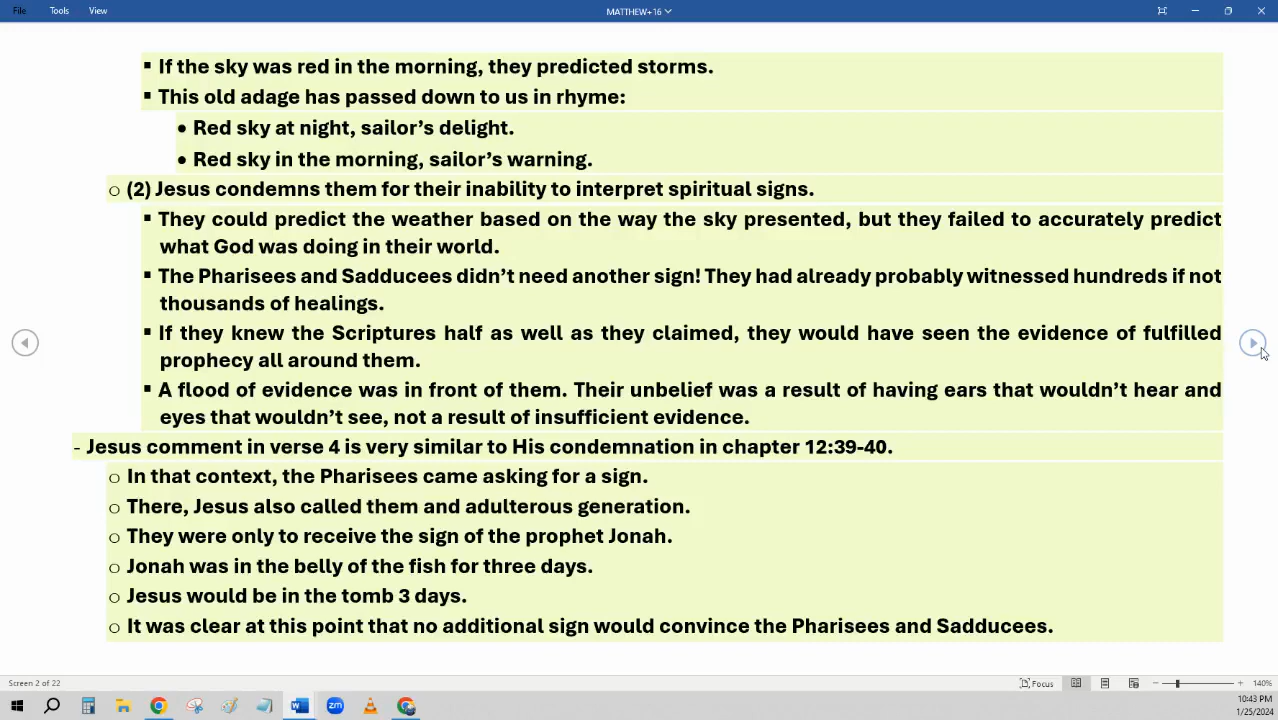 File Tools View MATTHEW+16
▪ If the sky was red in the morning, they predicted storms.
▪ This old adage has passed down to us in rhyme:
• Red sky at night, sailor's delight.
• Red sky in the morning, sailor's warning.
o (2) Jesus condemns them for their inability to interpret spiritual signs.
▪ They could predict the weather based on the way the sky presented, but they failed to accurately predict
what God was doing in their world.
▪ The Pharisees and Sadducees didn't need another sign! They had already probably witnessed hundreds if not
thousands of healings.
▪ If they knew the Scriptures half as well as they claimed, they would have seen the evidence of fulfilled
prophecy all around them.
▪ A flood of evidence was in front of them. Their unbelief was a result of having ears that wouldn't hear and
eyes that wouldn't see, not a result of insufficient evidence.
- Jesus comment in verse 4 is very similar to His condemnation in chapter 12:39-40.
o In that context, the Pharisees came asking for a sign.
o There, Jesus also called them and adulterous generation.
o They were only to receive the sign of the prophet Jonah.
o Jonah was in the belly of the fish for three days.
o Jesus would be in the tomb 3 days.
o It was clear at this point that no additional sign would convince the Pharisees and Sadducees.
Screen 2 of 22 Focus 140%
zm 10:43 PM
1/25/2024